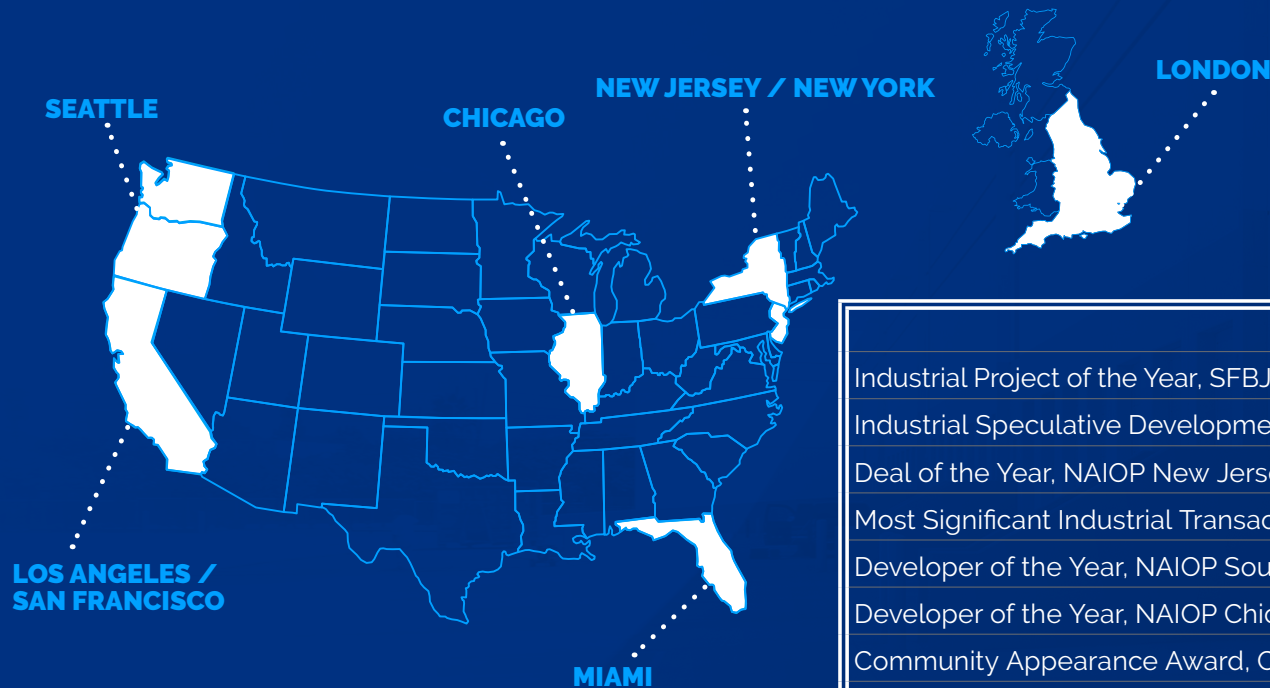 SEATTLE
CHICAGO
NEW JERSEY / NEW YORK
LONDON
LOS ANGELES /
SAN FRANCISCO
MIAMI
Industrial Project of the Year, SFBJ
Industrial Speculative Developme
Deal of the Year, NAIOP New Jers
Most Significant Industrial Transac
Developer of the Year, NAIOP Sou
Developer of the Year, NAIOP Chic
Community Appearance Award, C